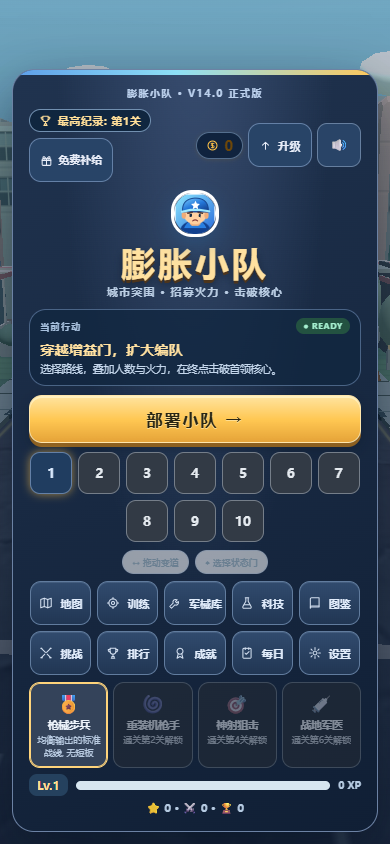 膨胀小队 • V14.0 正式版
最高纪录: 第1关
免费补给
0
升级
膨胀小队
城市突围 • 招募火力 • 击破核心
当前行动
READY
穿越增益门，扩大编队
选择路线，叠加人数与火力，在终点击破首领核心。
部署小队 →
1 2 3 4 5 6 7
8 9 10
↔ 拖动变道
选择状态门
地图 训练 军械库 科技 图鉴
挑战 排行 成就 每日 设置
枪械步兵
均衡输出的标准
战线, 无短板
重装机枪手
通关第2关解锁
神射狙击
通关第4关解锁
战地军医
通关第6关解锁
Lv.1
0 XP
0 • 0 • 0